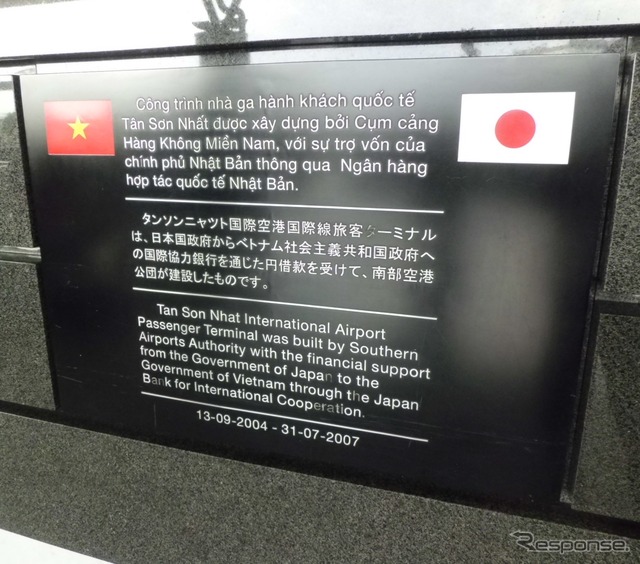 Công trình nhà ga hành khách quốc tế
Tân Sơn Nhất được xây dựng bởi Cụm cảng
Hàng Không Miền Nam, với sự trợ vốn của
chính phủ Nhật Bản thông qua Ngân hàng
hợp tác quốc tế Nhật Bản.
タンソンニャット国際空港国際線旅客ターミナル
は、日本国政府からベトナム社会主義共和国政府へ
の国際協力銀行を通じた円借款を受けて、南部空港
公団が建設したものです。
Tan Son Nhat International Airport
Passenger Terminal was built by Southern
Airports Authority with the financial support
from the Government of Japan to the
Government of Vietnam through the Japan
Bank for International Cooperation.
13-09-2004 - 31-07-2007
Response.